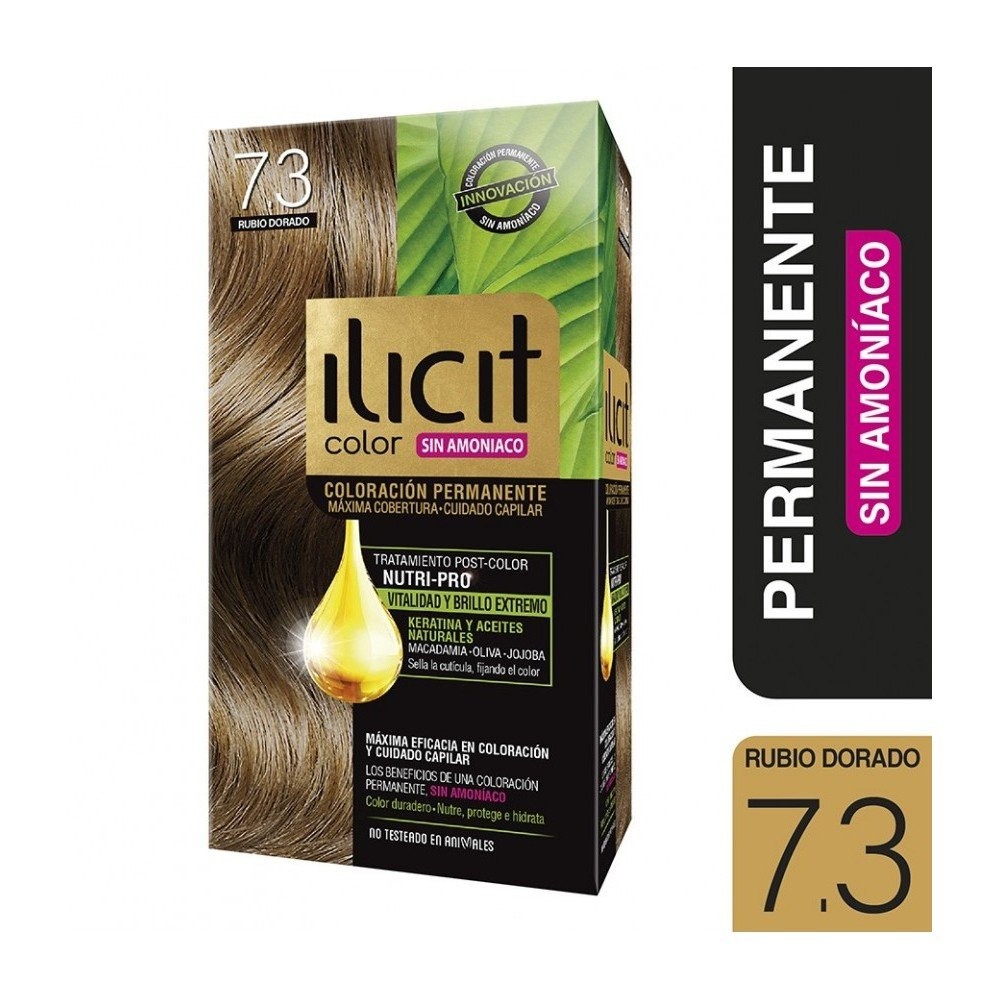 7.3
RUBIO DORADO
COLORACIÓN PERMANENTE
INNOVACIÓN
SIN AMONÍACO
ilicit
color SIN AMONIACO
COLORACIÓN PERMANENTE
MÁXIMA COBERTURA•CUIDADO CAPILAR
TRATAMIENTO POST-COLOR
NUTRI-PRO
VITALIDAD Y BRILLO EXTREMO
KERATINA Y ACEITES
NATURALES
MACADAMIA•OLIVA•JOJOBA
Sella la cutícula, fijando el color
MÁXIMA EFICACIA EN COLORACIÓN
Y CUIDADO CAPILAR
LOS BENEFICIOS DE UNA COLORACIÓN
PERMANENTE, SIN AMONÍACO
Color duradero•Nutre, protege e hidrata
NO TESTEADO EN ANIMALES
ilicit
color
PERMANENTE
SIN AMONÍACO
RUBIO DORADO
7.3